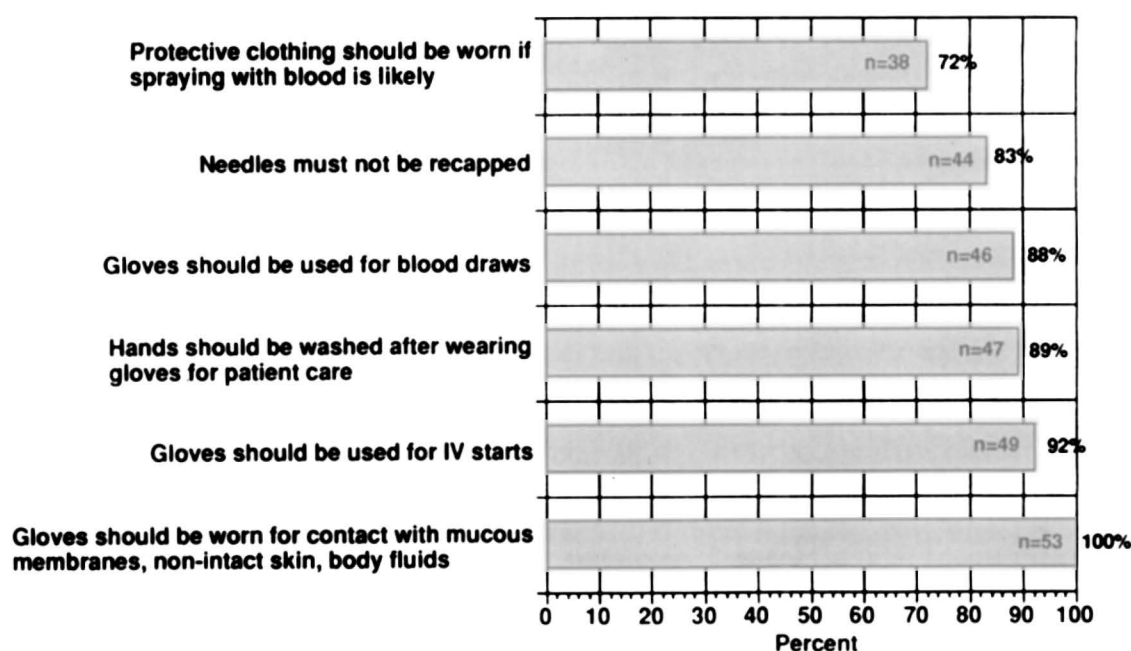 Protective clothing should be worn if
spraying with blood is likely
n=38 72%
Needles must not be recapped
n=44 83%
Gloves should be used for blood draws
n=46 88%
Hands should be washed after wearing
gloves for patient care
n=47 89%
Gloves should be used for IV starts
n=49 92%
Gloves should be worn for contact with mucous
membranes, non-intact skin, body fluids
n=53 100%
0 10 20 30 40 50 60 70 80 90 100
Percent